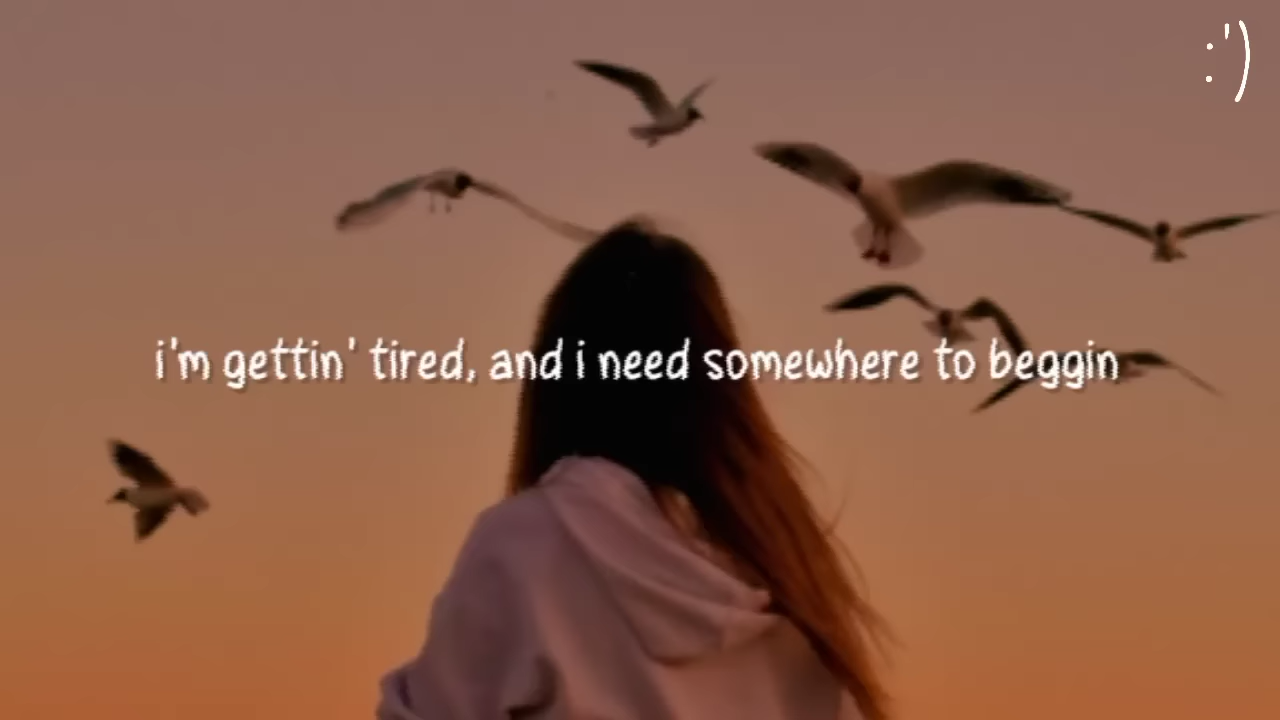 :')
i'm gettin' tired, and i need somewhere to beggin